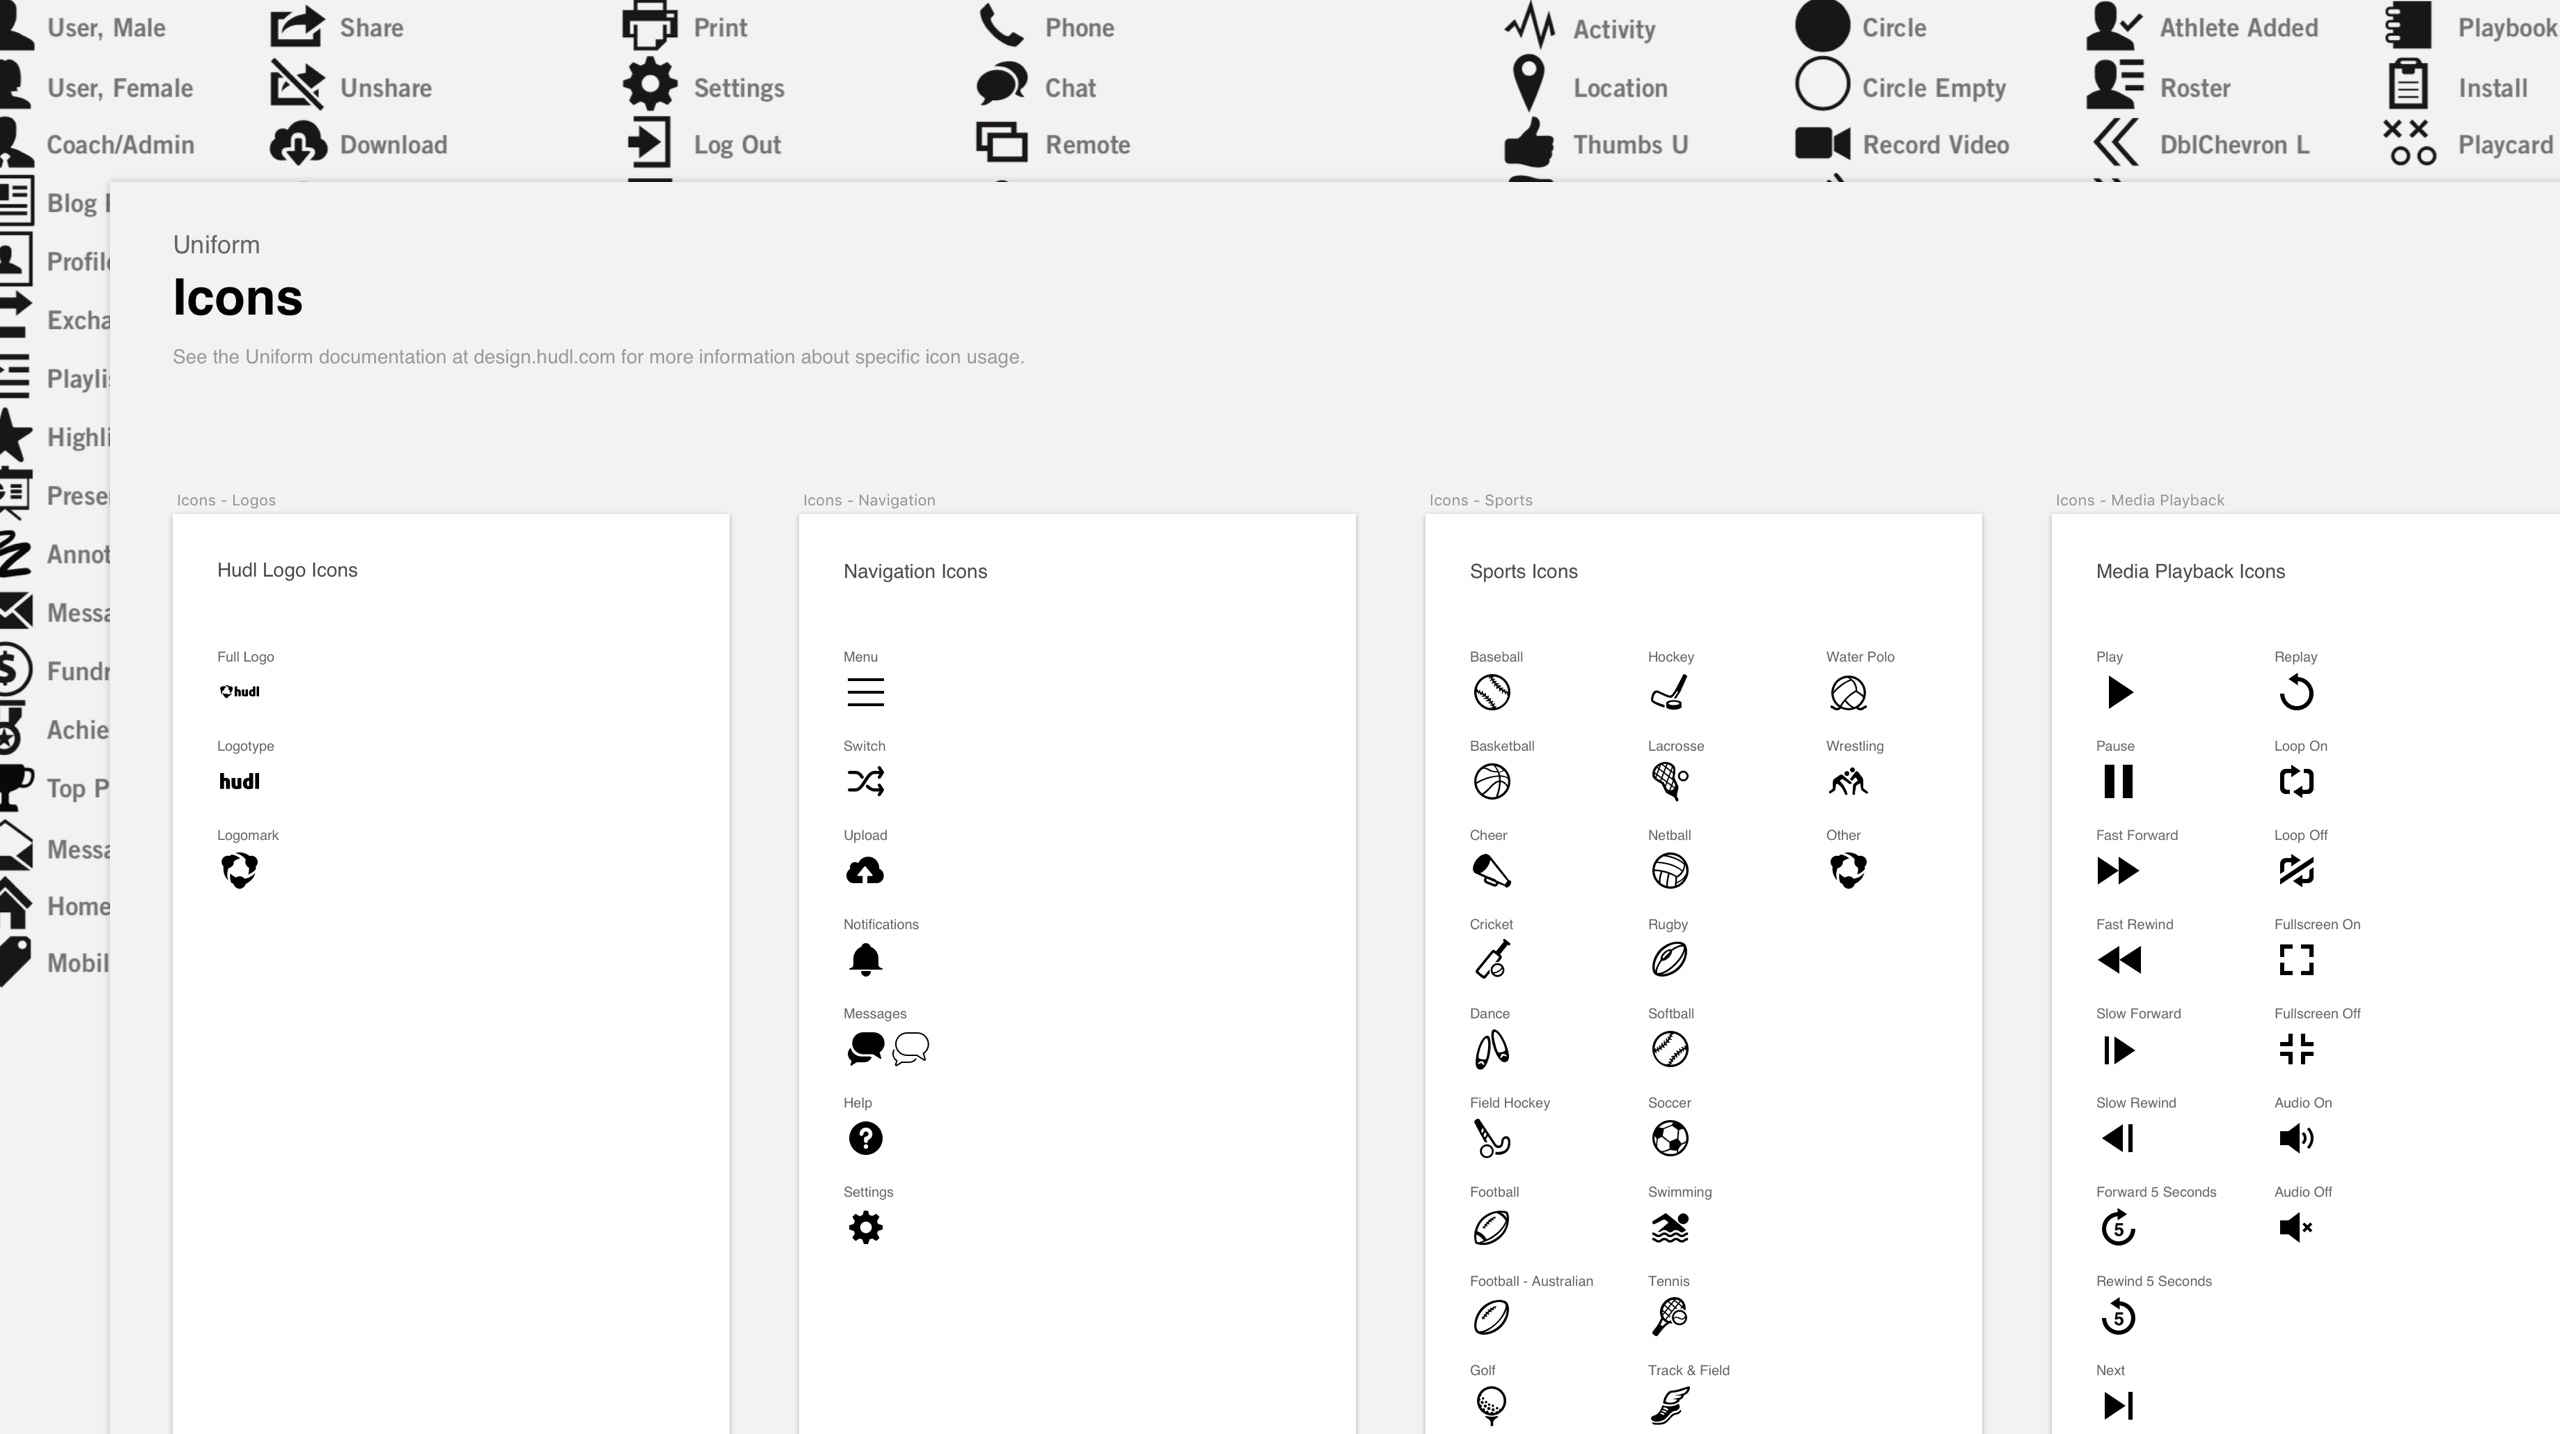 User, Male
Share
Print
Phone
Activity
Circle
Athlete Added
Playbook
User, Female
Unshare
Settings
Chat
Location
Circle Empty
Roster
Install
Coach/Admin
Download
Log Out
Remote
Thumbs U
Record Video
DblChevron L
Playcard
Blog
Profil
Excha
Playli
Highli
Prese
Annot
Messa
Fundr
Achie
Top P
Messa
Home
Mobil
Uniform
Icons
See the Uniform documentation at design.hudl.com for more information about specific icon usage.
Icons - Logos
Hudl Logo Icons
Full Logo
hudl
Logotype
hudl
Logomark
Icons - Navigation
Navigation Icons
Menu
Switch
Upload
Notifications
Messages
Help
?
Settings
Icons - Sports
Sports Icons
Baseball
Basketball
Cheer
Cricket
Dance
Field Hockey
Football
Football - Australian
Golf
Hockey
Lacrosse
Netball
Rugby
Softball
Soccer
Swimming
Tennis
Track & Field
Water Polo
Wrestling
Other
Icons - Media Playback
Media Playback Icons
Play
Pause
Fast Forward
Fast Rewind
Slow Forward
Slow Rewind
Forward 5 Seconds
5
Rewind 5 Seconds
5
Next
Replay
Loop On
Loop Off
Fullscreen On
Fullscreen Off
Audio On
Audio Off